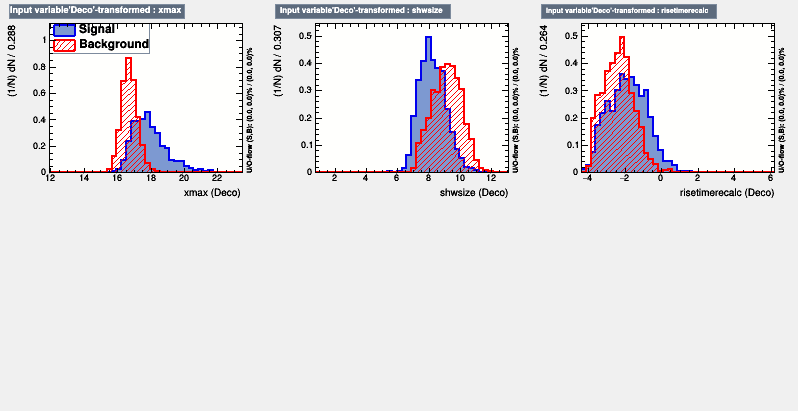 Input variable'Deco'-transformed : xmax
(1/N) dN / 0.288
1
0.8
0.6
0.4
0.2
0
12 14 16 18 20 22
xmax (Deco)
Signal
Background
U/O-flow (S,B): (0.0, 0.0)% / (0.0, 0.0)%
Input variable'Deco'-transformed : shwsize
(1/N) dN / 0.307
0.5
0.4
0.3
0.2
0.1
0
2 4 6 8 10 12
shwsize (Deco)
U/O-flow (S,B): (0.0, 0.0)% / (0.0, 0.0)%
Input variable'Deco'-transformed : risetimerecalc
(1/N) dN / 0.264
0.5
0.4
0.3
0.2
0.1
0
−4 −2 0 2 4 6
risetimerecalc (Deco)
U/O-flow (S,B): (0.0, 0.0)% / (0.0, 0.0)%